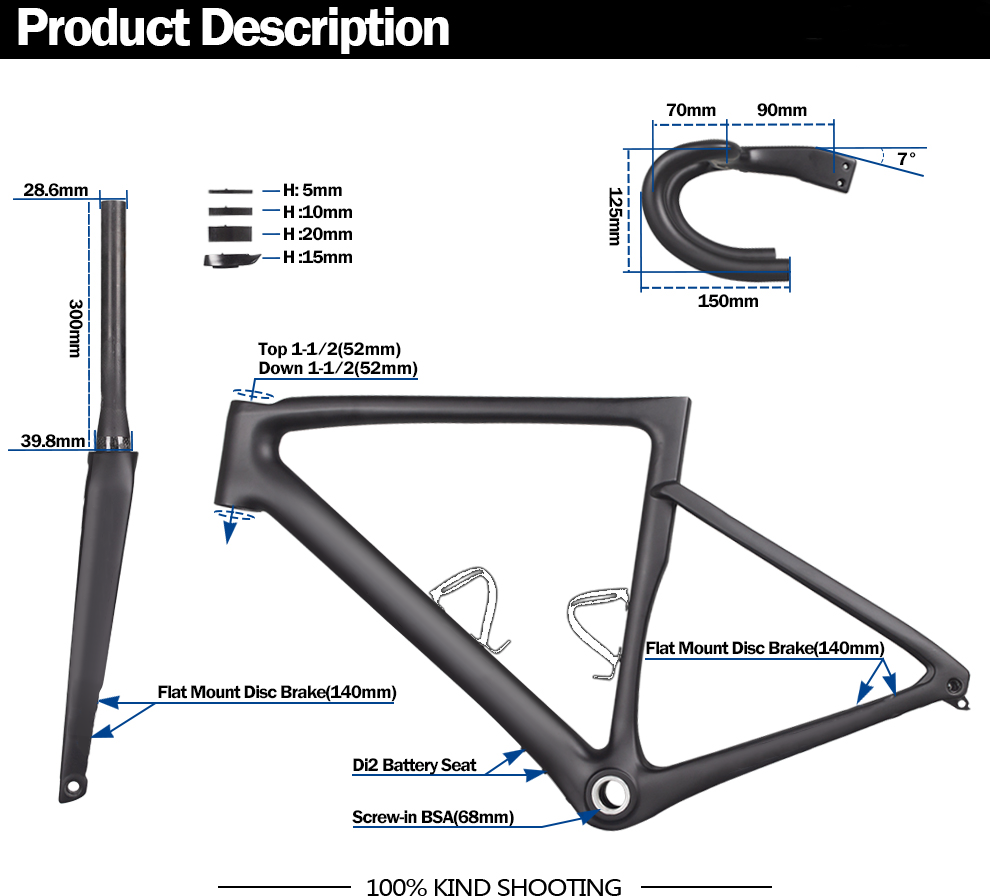 Product Description
70mm
90mm
7°
125mm
150mm
28.6mm
H: 5mm
H :10mm
H :20mm
H :15mm
300mm
39.8mm
Top 1-1/2(52mm)
Down 1-1/2(52mm)
Flat Mount Disc Brake(140mm)
Flat Mount Disc Brake(140mm)
Di2 Battery Seat
Screw-in BSA(68mm)
100% KIND SHOOTING